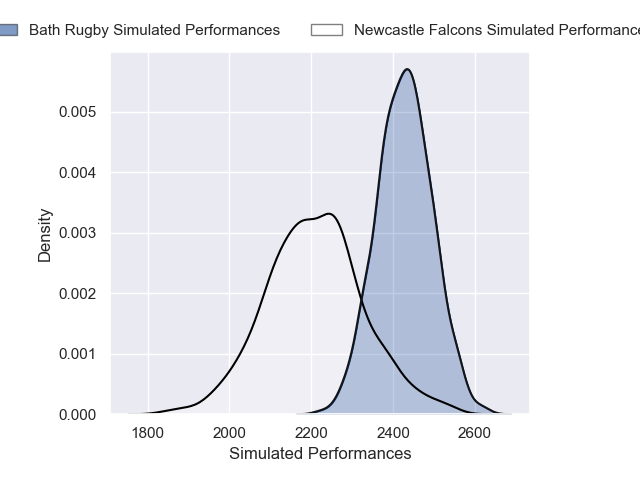 Bath Rugby Simulated Performances Newcastle Falcons Simulated Performance
0.005
0.004
0.003
0.002
0.001
0.000
Density
1800 2000 2200 2400 2600
Simulated Performances